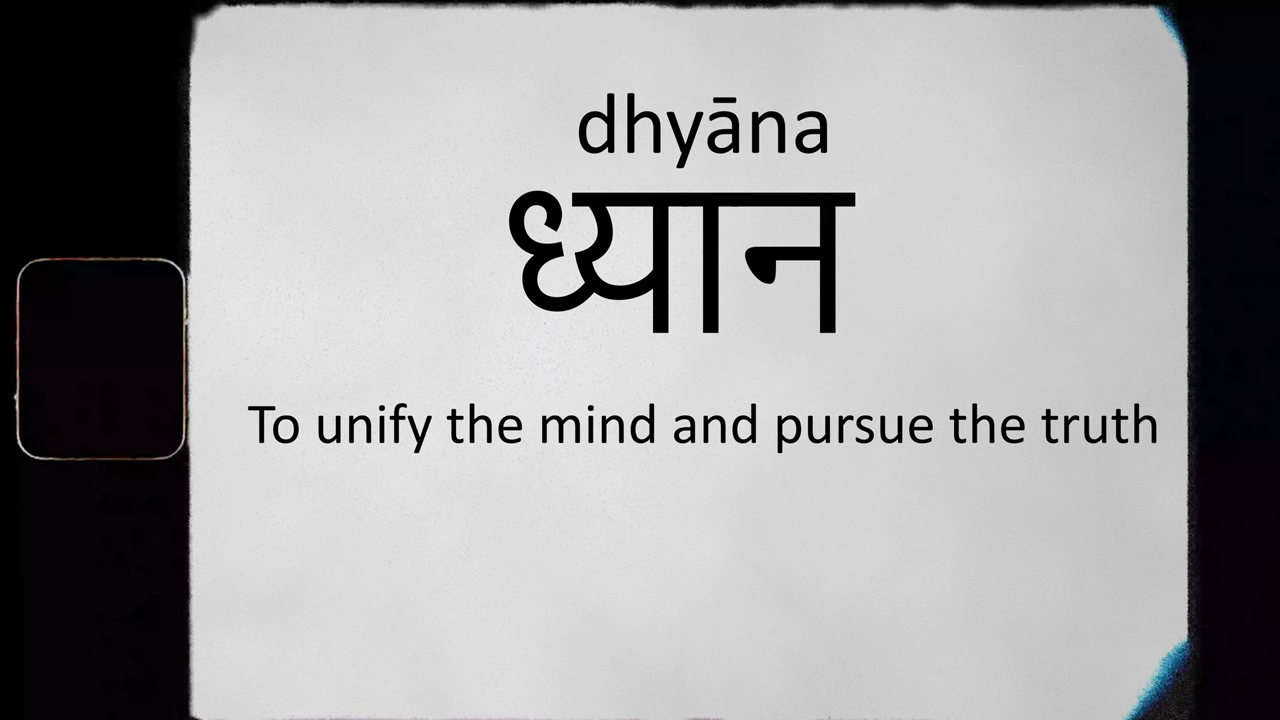 dhyāna
ध्यान
To unify the mind and pursue the truth